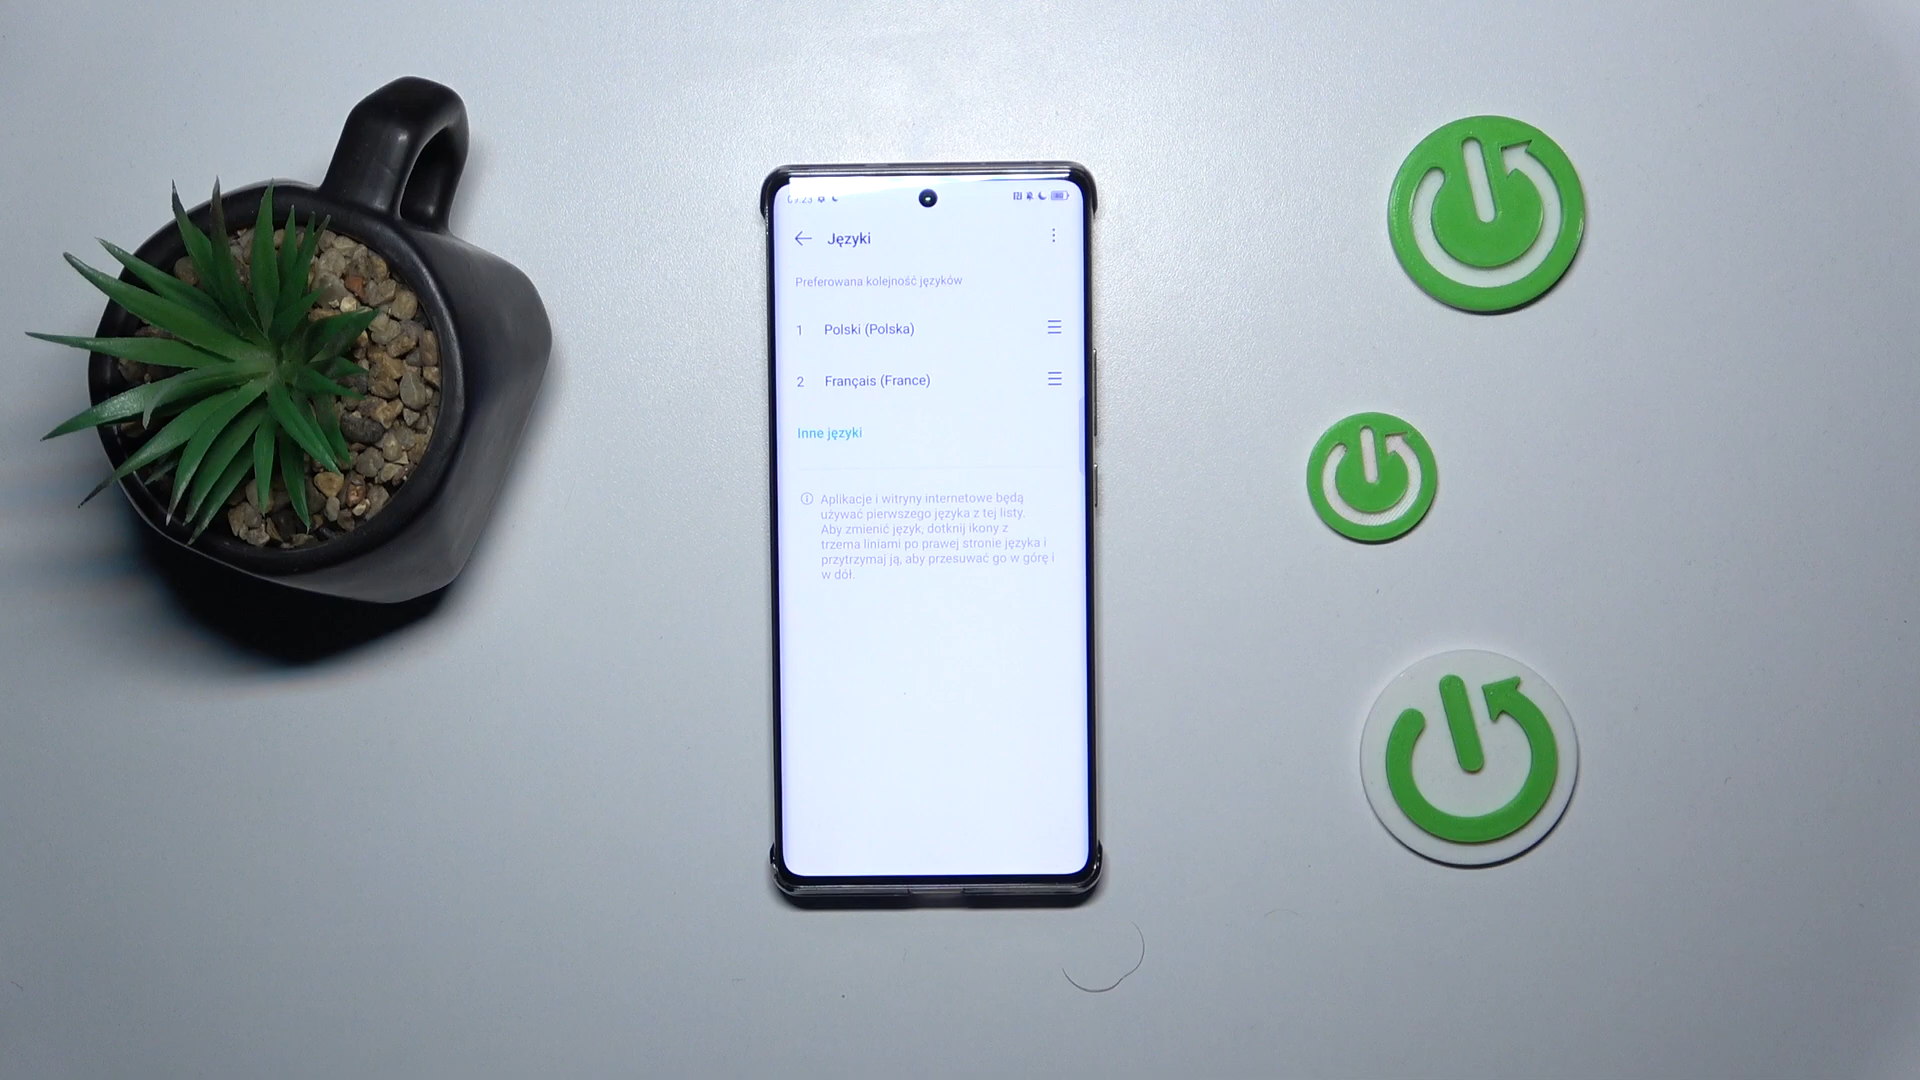 09:23
Języki
Preferowana kolejność języków
1 Polski (Polska)
2 Français (France)
Inne języki
Aplikacje i witryny internetowe będą
używać pierwszego języka z tej listy.
Aby zmienić język, dotknij ikony z
trzema liniami po prawej stronie języka i
przytrzymaj ją, aby przesuwać go w górę i
w dół.